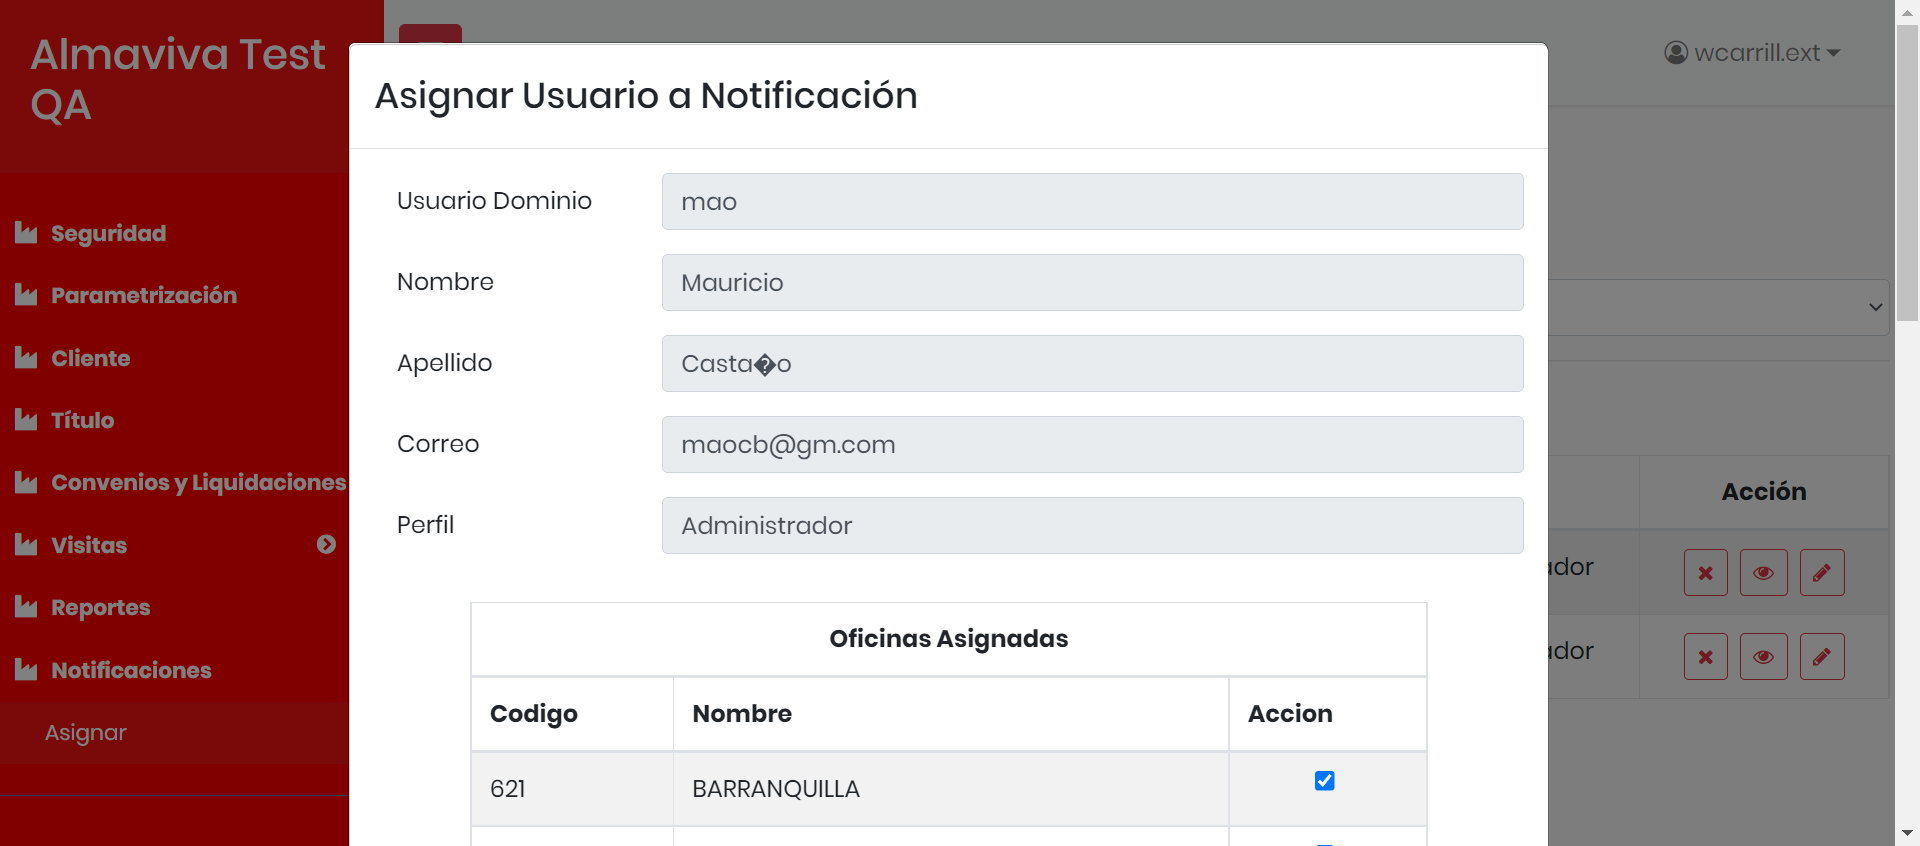 Almaviva Test
QA
wcarrill.ext
Seguridad
Parametrización
Cliente
Título
Convenios y Liquidaciones
Visitas
Reportes
Notificaciones
Asignar
Asignar Usuario a Notificación
Usuario Dominio
mao
Nombre
Mauricio
Apellido
Casta�o
Correo
maocb@gm.com
Perfil
Administrador
Oficinas Asignadas
Codigo Nombre Accion
621 BARRANQUILLA
Acción
ador
ador